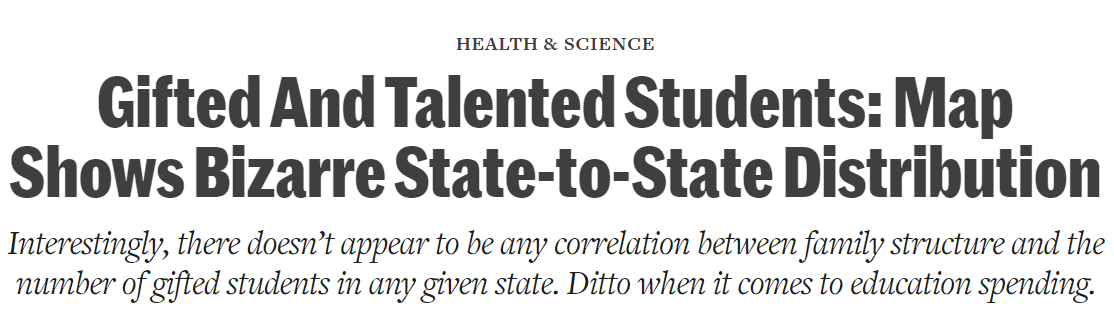 HEALTH & SCIENCE
Gifted And Talented Students: Map
Shows Bizarre State-to-State Distribution
Interestingly, there doesn’t appear to be any correlation between family structure and the
number of gifted students in any given state. Ditto when it comes to education spending.